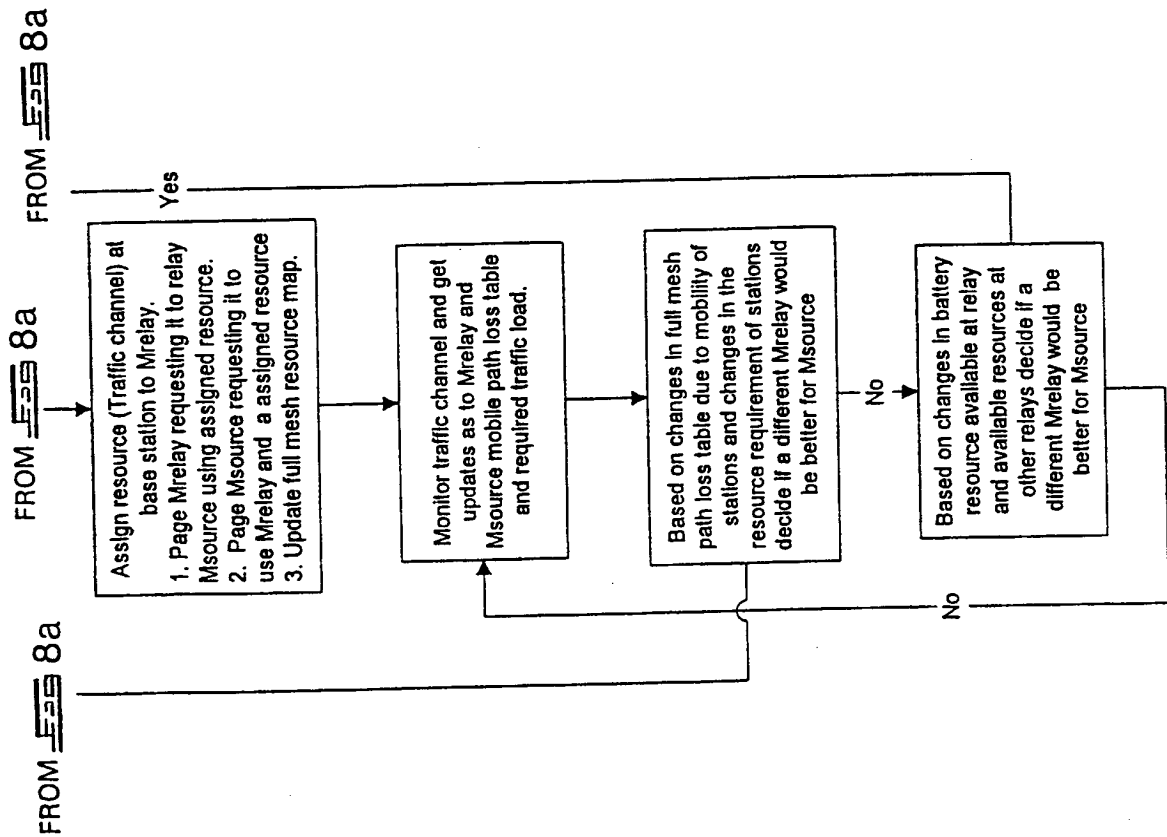 FROM Fig 8a
FROM Fig 8a
FROM Fig 8a
Assign resource (Traffic channel) at
base station to Mrelay.
1. Page Mrelay requesting it to relay
Msource using assigned resource.
2. Page Msource requesting it to
use Mrelay and a assigned resource
3. Update full mesh resource map.
Yes
Monitor traffic channel and get
updates as to Mrelay and
Msource mobile path loss table
and required traffic load.
Based on changes in full mesh
path loss table due to mobility of
stations and changes in the
resource requirement of stations
decide if a different Mrelay would
be better for Msource
No
No
Based on changes in battery
resource available at relay
and available resources at
other relays decide if a
different Mrelay would be
better for Msource